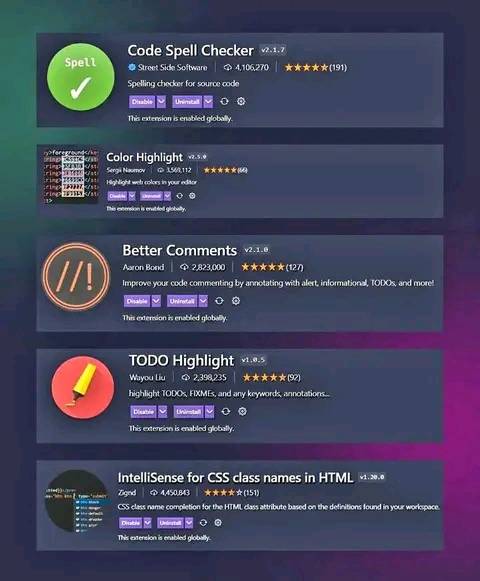 Spell
Code Spell Checker v2.1.7
Street Side Software 4,106,270 (191)
Spelling checker for source code
Disable Uninstall
This extension is enabled globally.
Color Highlight v2.5.0
Sergii Naumov 3,569,112 (66)
Highlight web colors in your editor
Disable Uninstall
This extension is enabled globally.
//!
Better Comments v2.1.0
Aaron Bond 2,823,000 (127)
Improve your code commenting by annotating with alert, informational, TODOs, and more!
Disable Uninstall
This extension is enabled globally.
TODO Highlight v1.0.5
Wayou Liu 2,398,235 (92)
highlight TODOs, FIXMEs, and any keywords, annotations...
Disable Uninstall
This extension is enabled globally.
IntelliSense for CSS class names in HTML v1.20.0
Zignd 4,450,843 (151)
CSS class name completion for the HTML class attribute based on the definitions found in your workspace.
Disable Uninstall
This extension is enabled globally.